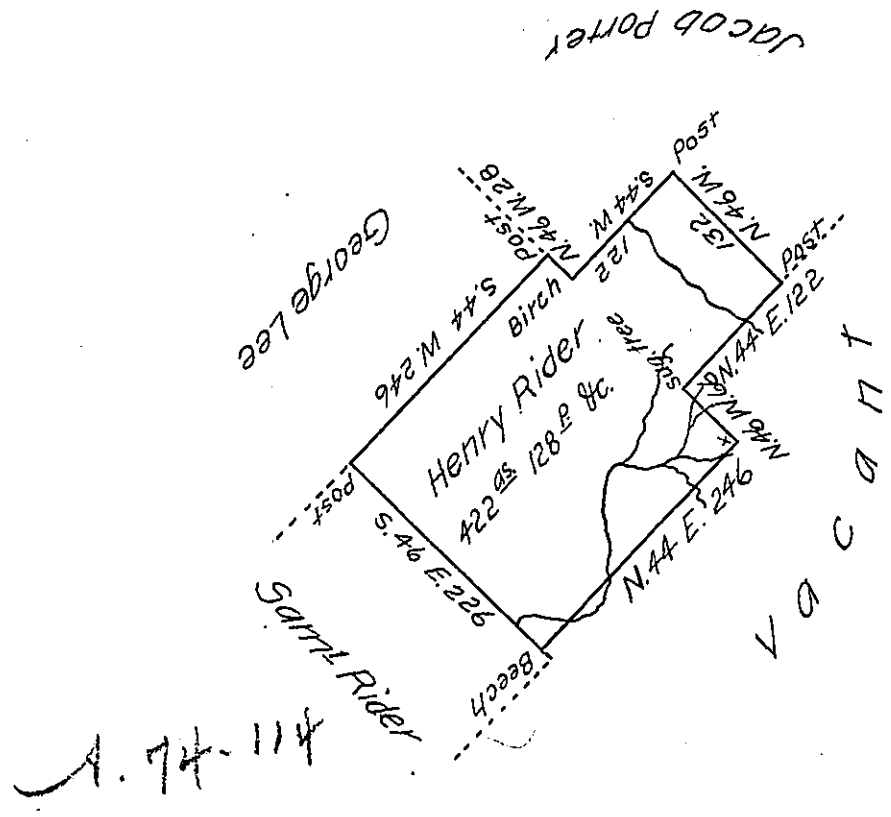 Jacob Porter
Post
N.46 W.
132
Post
S.44 W.
122
N.46 W.28
Post
Birch
George Lee
S.44 W.246
Henry Rider
422 as 128 P. &c.
sug. tree
N.44 E.122
N.46 W.66
x
N.44 E. 246
Vacant
Post
S.46 E.226
Beech
Saml Rider
A.74-114